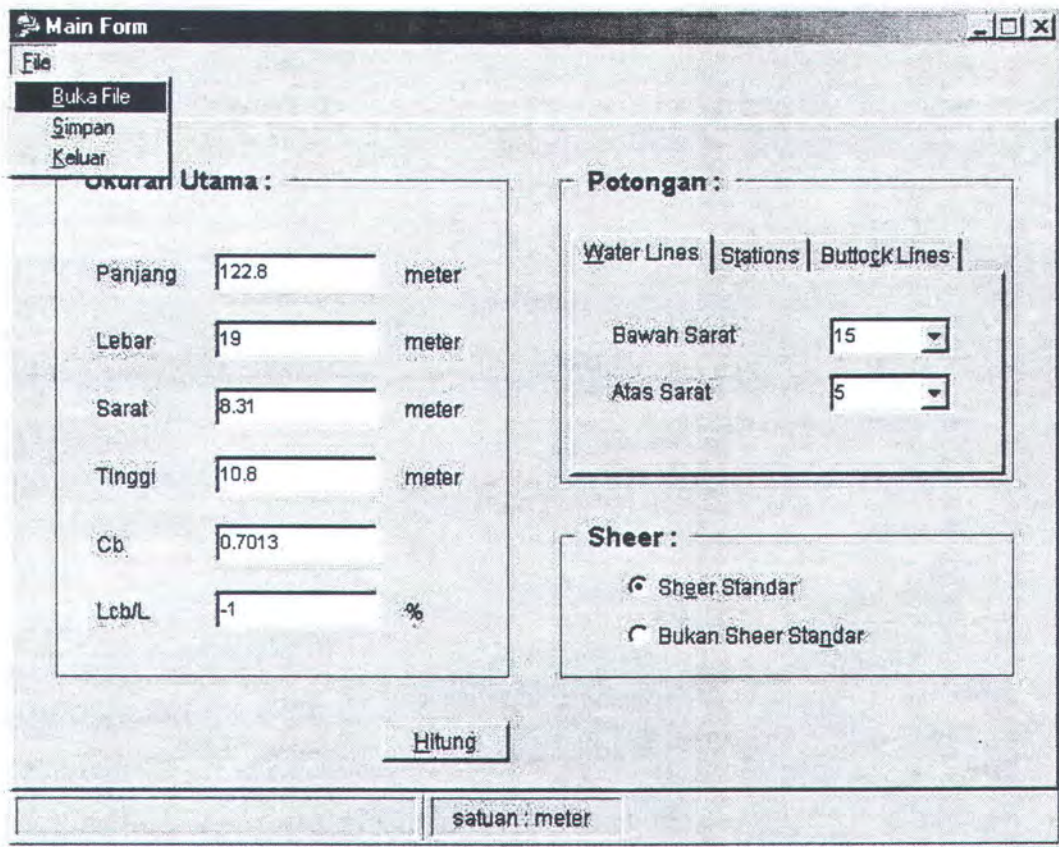 Main Form
File
Buka File
Simpan
Keluar
Ukuran Utama :
Panjang 122.8 meter
Lebar 19 meter
Sarat 8.31 meter
Tinggi 10.8 meter
Cb 0.7013
Lcb/L -1 %
Potongan :
Water Lines Stations Buttock Lines
Bawah Sarat 15
Atas Sarat 5
Sheer :
Sheer Standar
Bukan Sheer Standar
Hitung
satuan : meter